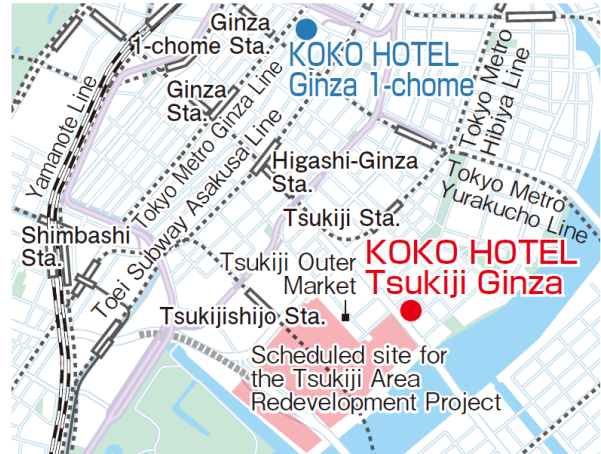 Ginza
1-chome Sta.
KOKO HOTEL
Ginza 1-chome
Ginza
Sta.
Yamanote Line
Tokyo Metro Ginza Line
Toei Subway Asakusa Line
Tokyo Metro
Hibiya Line
Higashi-Ginza
Sta.
Tokyo Metro
Yurakucho Line
Tsukiji Sta.
Shimbashi
Sta.
Tsukiji Outer
Market
KOKO HOTEL
Tsukiji Ginza
Tsukijishijo Sta.
Scheduled site for
the Tsukiji Area
Redevelopment Project